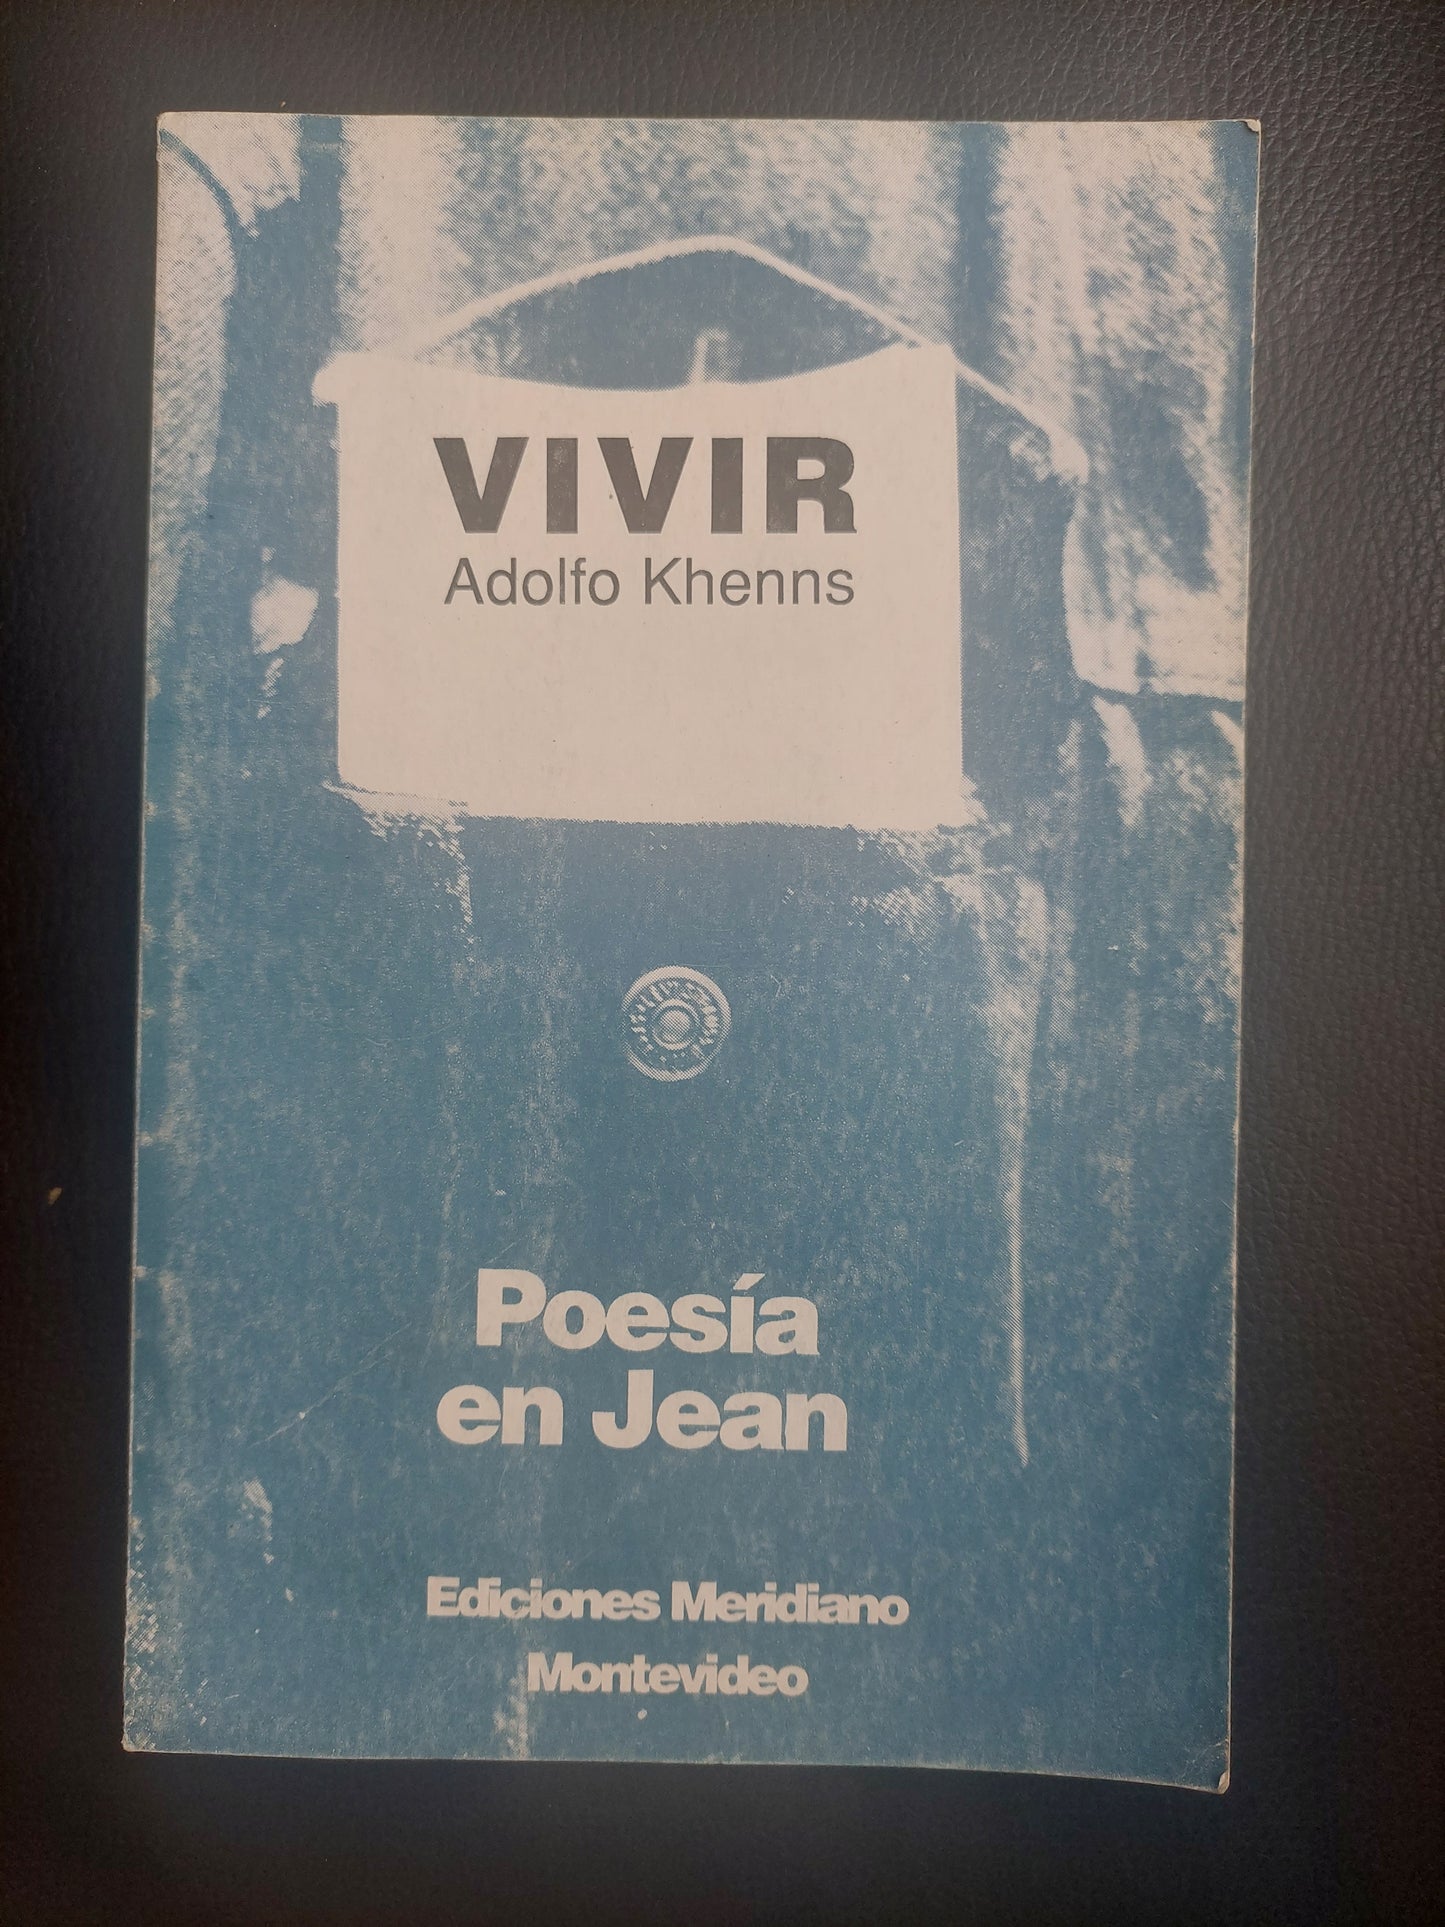 VIVIR
Adolfo Khenns
Poesía
en Jean
Ediciones Meridiano
Montevideo